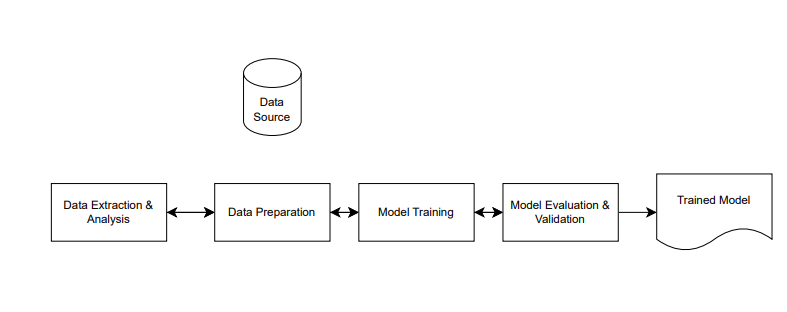 Data
Source
Data Extraction &
Analysis
Data Preparation
Model Training
Model Evaluation &
Validation
Trained Model